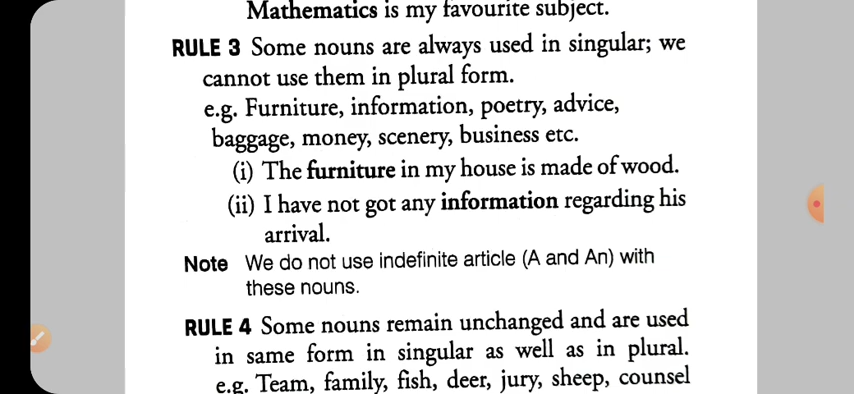 Mathematics is my favourite subject.
RULE 3 Some nouns are always used in singular; we
cannot use them in plural form.
e.g. Furniture, information, poetry, advice,
baggage, money, scenery, business etc.
(i) The furniture in my house is made of wood.
(ii) I have not got any information regarding his
arrival.
Note We do not use indefinite article (A and An) with
these nouns.
RULE 4 Some nouns remain unchanged and are used
in same form in singular as well as in plural.
e.g. Team, family, fish, deer, jury, sheep, counsel